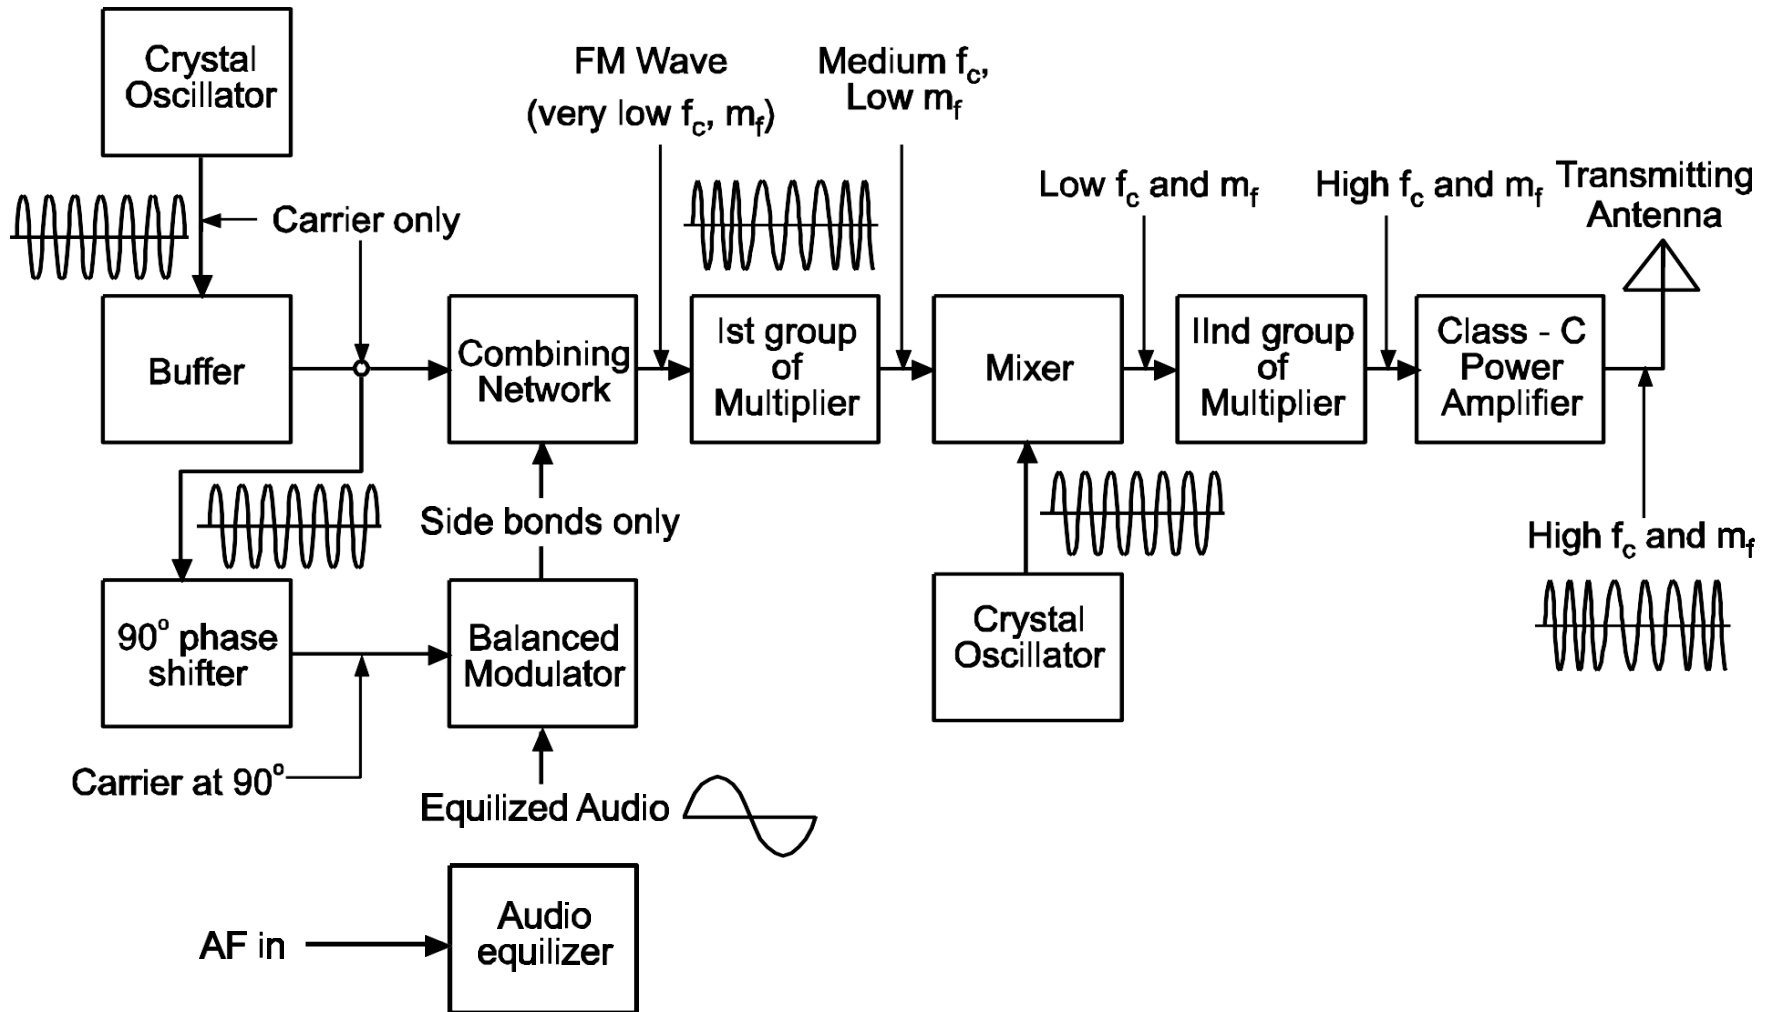 Crystal
Oscillator
FM Wave
(very low fc, mf)
Medium fc,
Low mf
Carrier only
Low fc and mf
High fc and mf
Transmitting
Antenna
Buffer
Combining
Network
Ist group
of
Multiplier
Mixer
IInd group
of
Multiplier
Class - C
Power
Amplifier
Side bonds only
High fc and mf
90° phase
shifter
Balanced
Modulator
Crystal
Oscillator
Carrier at 90°
Equilized Audio
AF in
Audio
equilizer